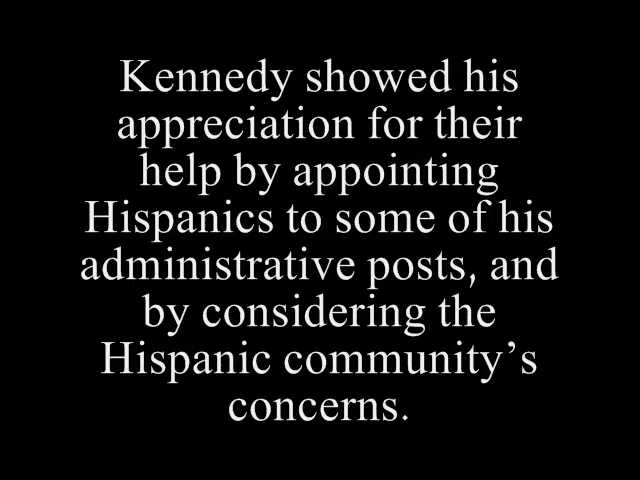 Kennedy showed his
appreciation for their
help by appointing
Hispanics to some of his
administrative posts, and
by considering the
Hispanic community’s
concerns.